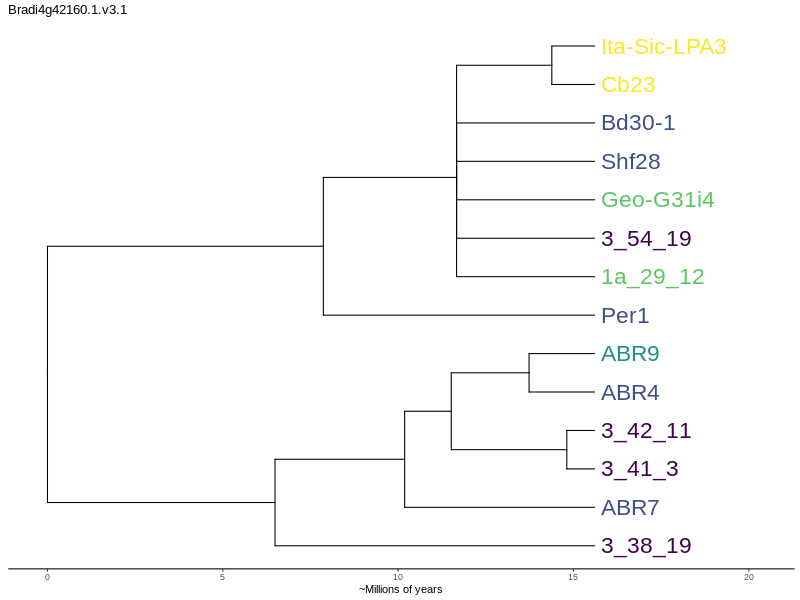 Bradi4g42160.1.v3.1
Ita-Sic-LPA3
Cb23
Bd30-1
Shf28
Geo-G31i4
3_54_19
1a_29_12
Per1
ABR9
ABR4
3_42_11
3_41_3
ABR7
3_38_19
0 5 10 15 20
~Millions of years